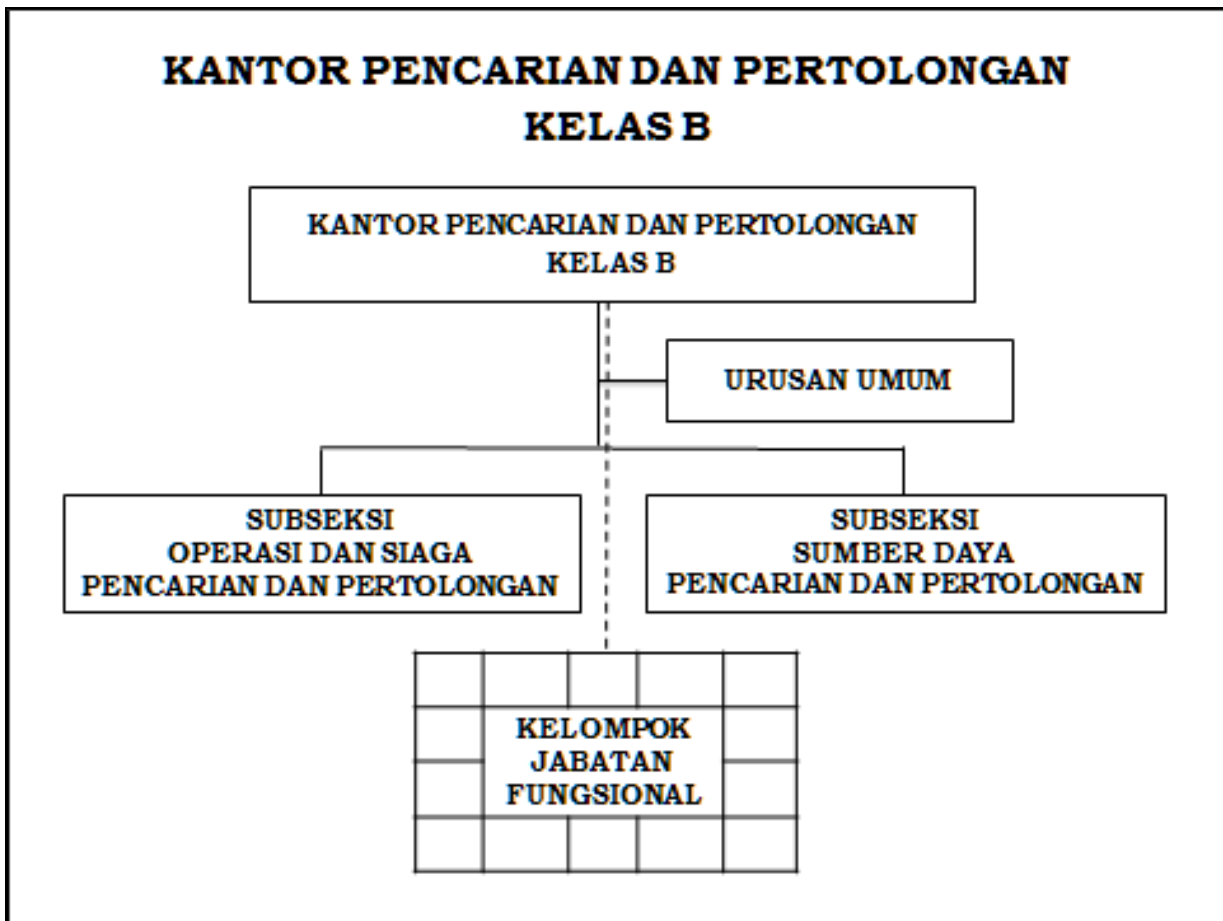 KANTOR PENCARIAN DAN PERTOLONGAN
KELAS B
KANTOR PENCARIAN DAN PERTOLONGAN
KELAS B
URUSAN UMUM
SUBSEKSI
OPERASI DAN SIAGA
PENCARIAN DAN PERTOLONGAN
SUBSEKSI
SUMBER DAYA
PENCARIAN DAN PERTOLONGAN
KELOMPOK
JABATAN
FUNGSIONAL